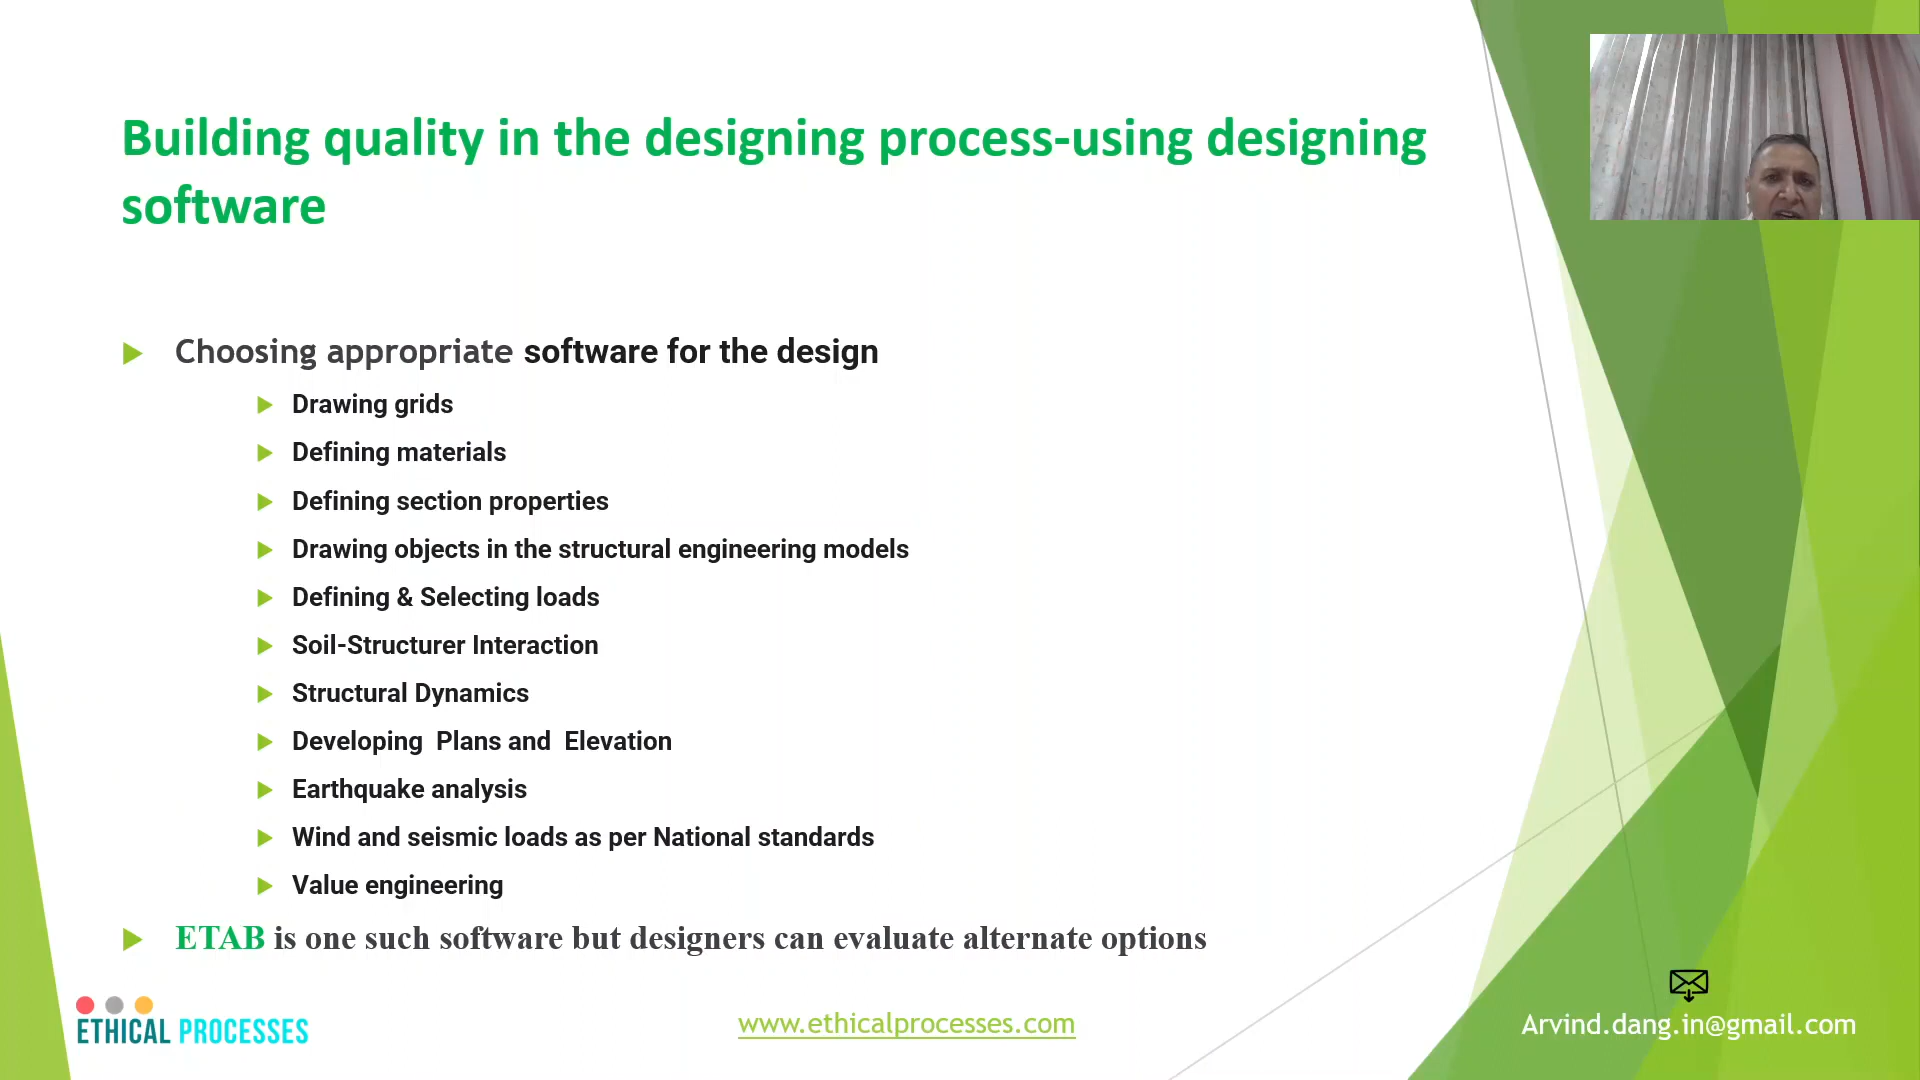 Building quality in the designing process-using designing
software
Choosing appropriate software for the design
Drawing grids
Defining materials
Defining section properties
Drawing objects in the structural engineering models
Defining & Selecting loads
Soil-Structurer Interaction
Structural Dynamics
Developing Plans and Elevation
Earthquake analysis
Wind and seismic loads as per National standards
Value engineering
ETAB is one such software but designers can evaluate alternate options
ETHICAL PROCESSES
www.ethicalprocesses.com
Arvind.dang.in@gmail.com